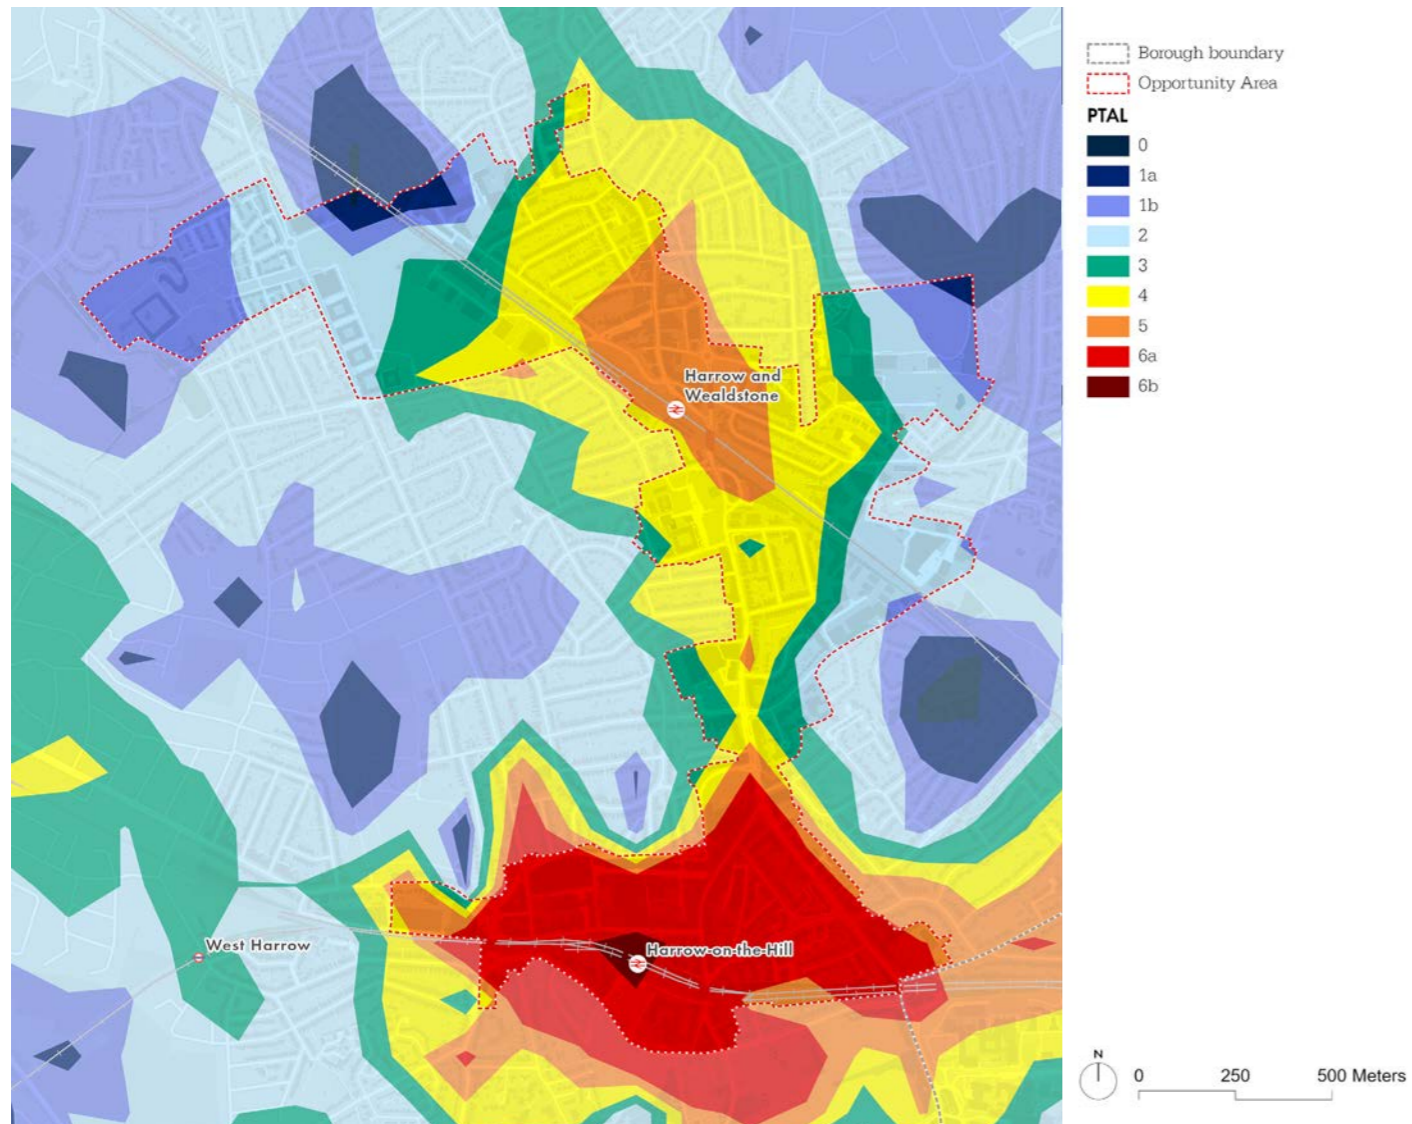 Borough boundary
Opportunity Area
PTAL
0
1a
1b
2
3
4
5
6a
6b
Harrow and
Wealdstone
West Harrow
Harrow-on-the-Hill
N
0 250 500 Meters